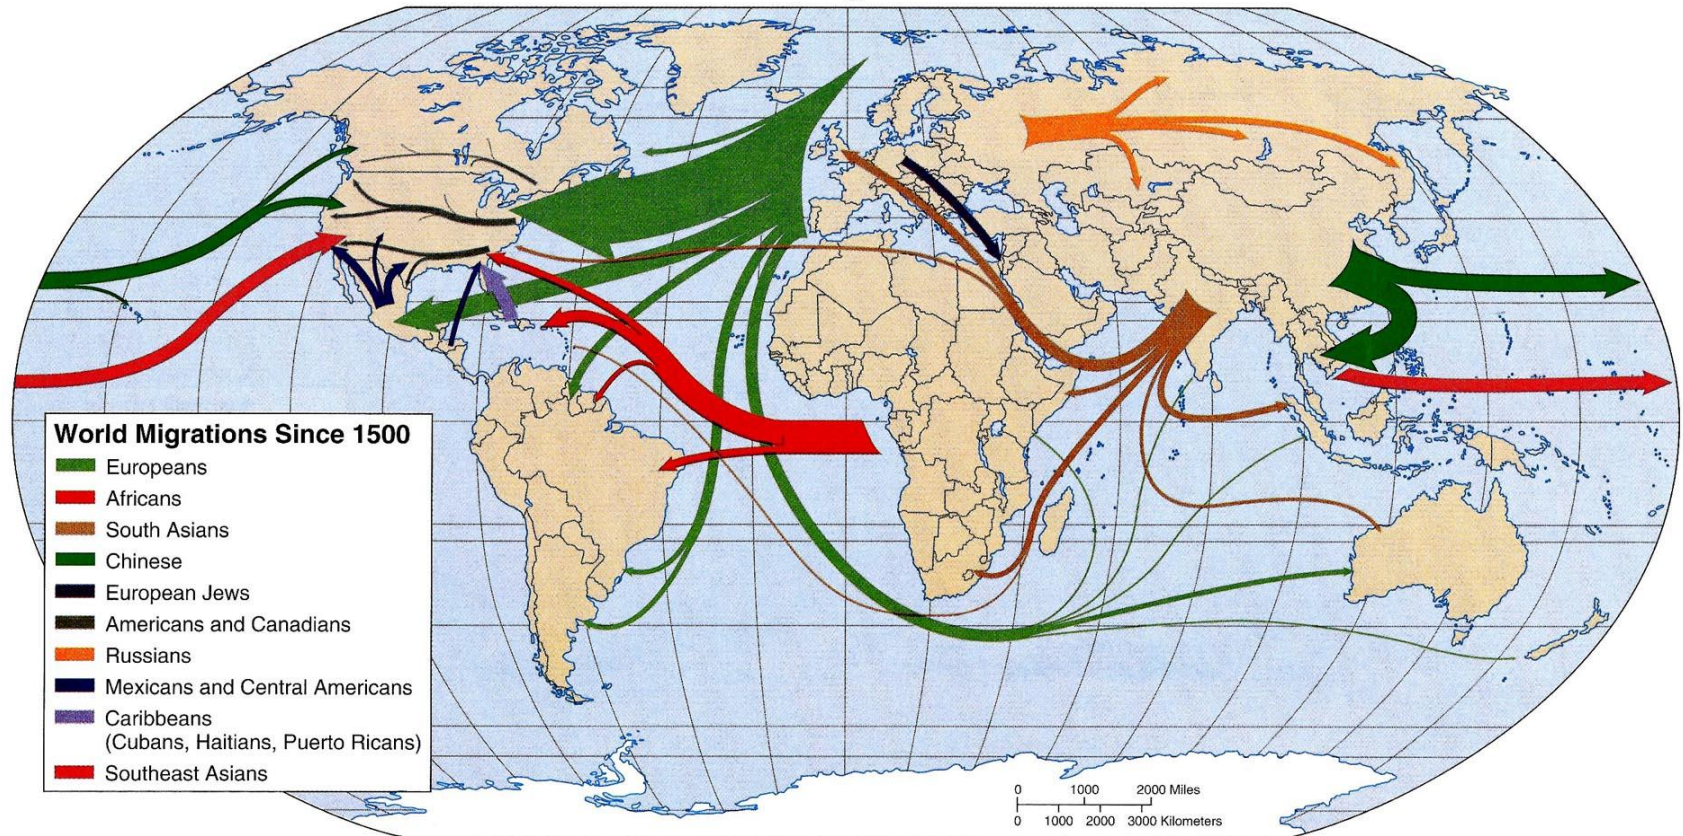 World Migrations Since 1500
Europeans
Africans
South Asians
Chinese
European Jews
Americans and Canadians
Russians
Mexicans and Central Americans
Caribbeans
(Cubans, Haitians, Puerto Ricans)
Southeast Asians
0 1000 2000 Miles
0 1000 2000 3000 Kilometers